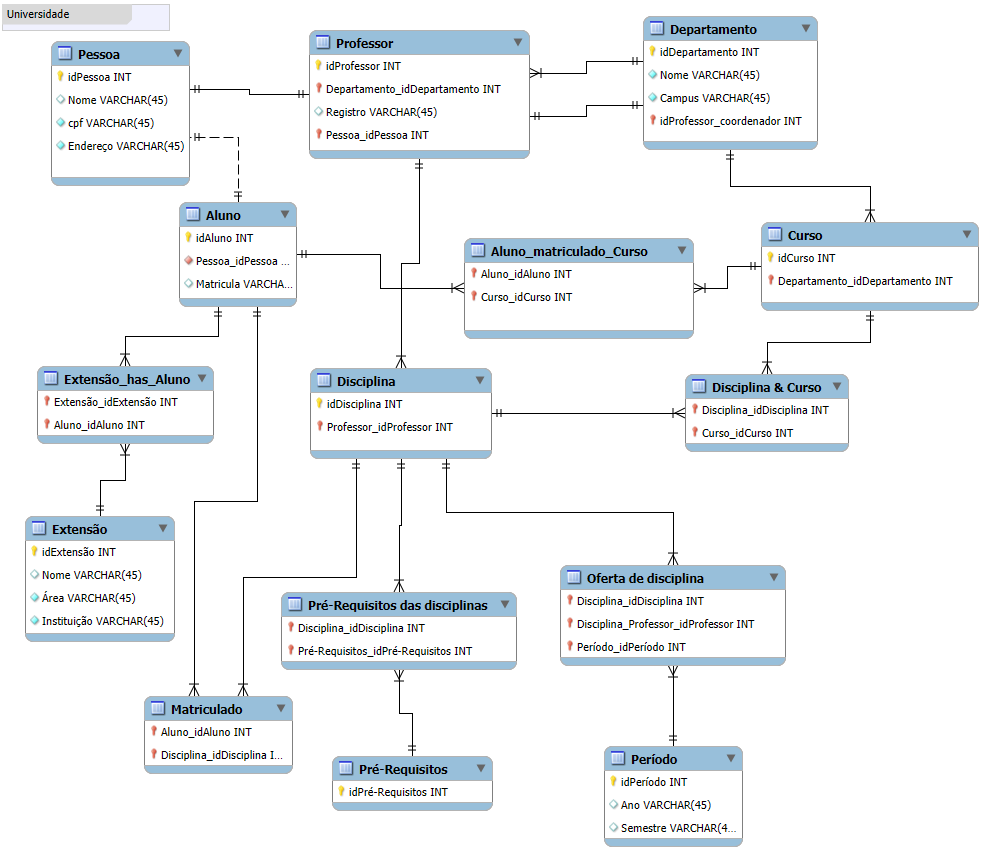 Universidade
Pessoa
idPessoa INT
Nome VARCHAR(45)
cpf VARCHAR(45)
Endereço VARCHAR(45)
Professor
idProfessor INT
Departamento_idDepartamento INT
Registro VARCHAR(45)
Pessoa_idPessoa INT
Departamento
idDepartamento INT
Nome VARCHAR(45)
Campus VARCHAR(45)
idProfessor_coordenador INT
Aluno
idAluno INT
Pessoa_idPessoa ...
Matricula VARCHA...
Aluno_matriculado_Curso
Aluno_idAluno INT
Curso_idCurso INT
Curso
idCurso INT
Departamento_idDepartamento INT
Extensão_has_Aluno
Extensão_idExtensão INT
Aluno_idAluno INT
Disciplina
idDisciplina INT
Professor_idProfessor INT
Disciplina & Curso
Disciplina_idDisciplina INT
Curso_idCurso INT
Extensão
idExtensão INT
Nome VARCHAR(45)
Área VARCHAR(45)
Instituição VARCHAR(45)
Pré-Requisitos das disciplinas
Disciplina_idDisciplina INT
Pré-Requisitos_idPré-Requisitos INT
Oferta de disciplina
Disciplina_idDisciplina INT
Disciplina_Professor_idProfessor INT
Período_idPeríodo INT
Matriculado
Aluno_idAluno INT
Disciplina_idDisciplina I...
Pré-Requisitos
idPré-Requisitos INT
Período
idPeríodo INT
Ano VARCHAR(45)
Semestre VARCHAR(4...